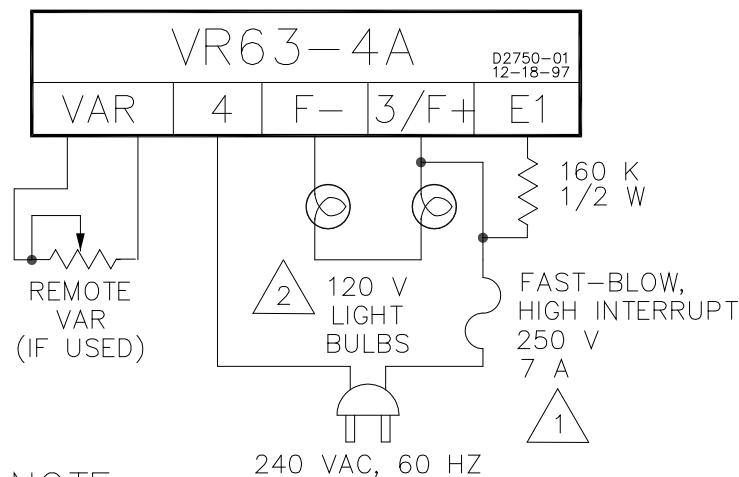 VR63-4A
D2750-01
12-18-97
VAR 4 F- 3/F+ E1
160 K
1/2 W
REMOTE
VAR
(IF USED)
2
120 V
LIGHT
BULBS
FAST-BLOW,
HIGH INTERRUPT
250 V
7 A
1
240 VAC, 60 HZ
NOTE